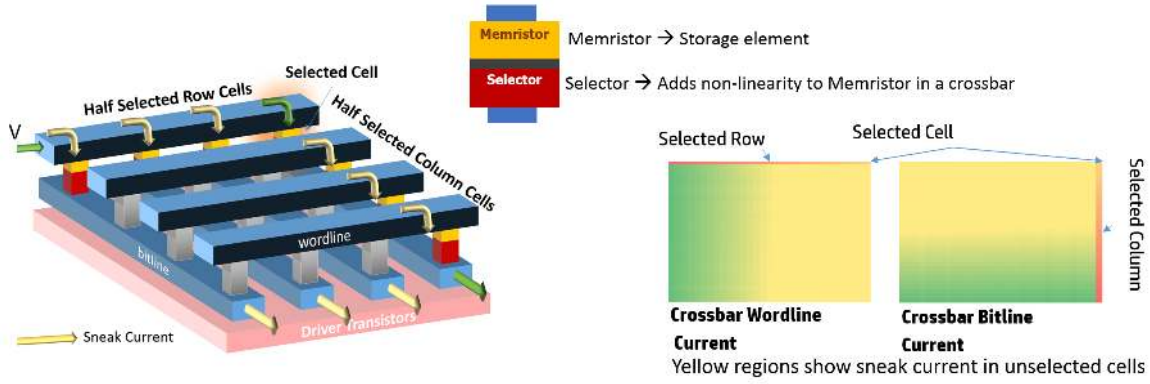 Memristor
Selector
Memristor → Storage element
Selector → Adds non-linearity to Memristor in a crossbar
Selected Cell
Half Selected Row Cells
Half Selected Column Cells
V
wordline
bitline
Driver Transistors
Sneak Current
Selected Row
Selected Cell
Selected Column
Crossbar Wordline
Current
Crossbar Bitline
Current
Yellow regions show sneak current in unselected cells